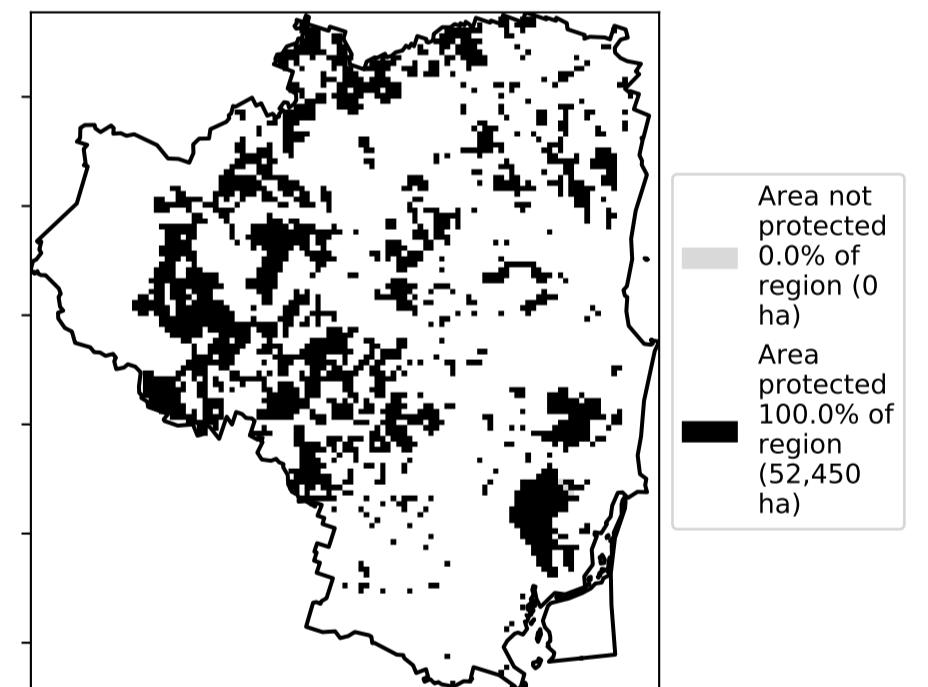 Area not
protected
0.0% of
region (0
ha)
Area
protected
100.0% of
region
(52,450
ha)